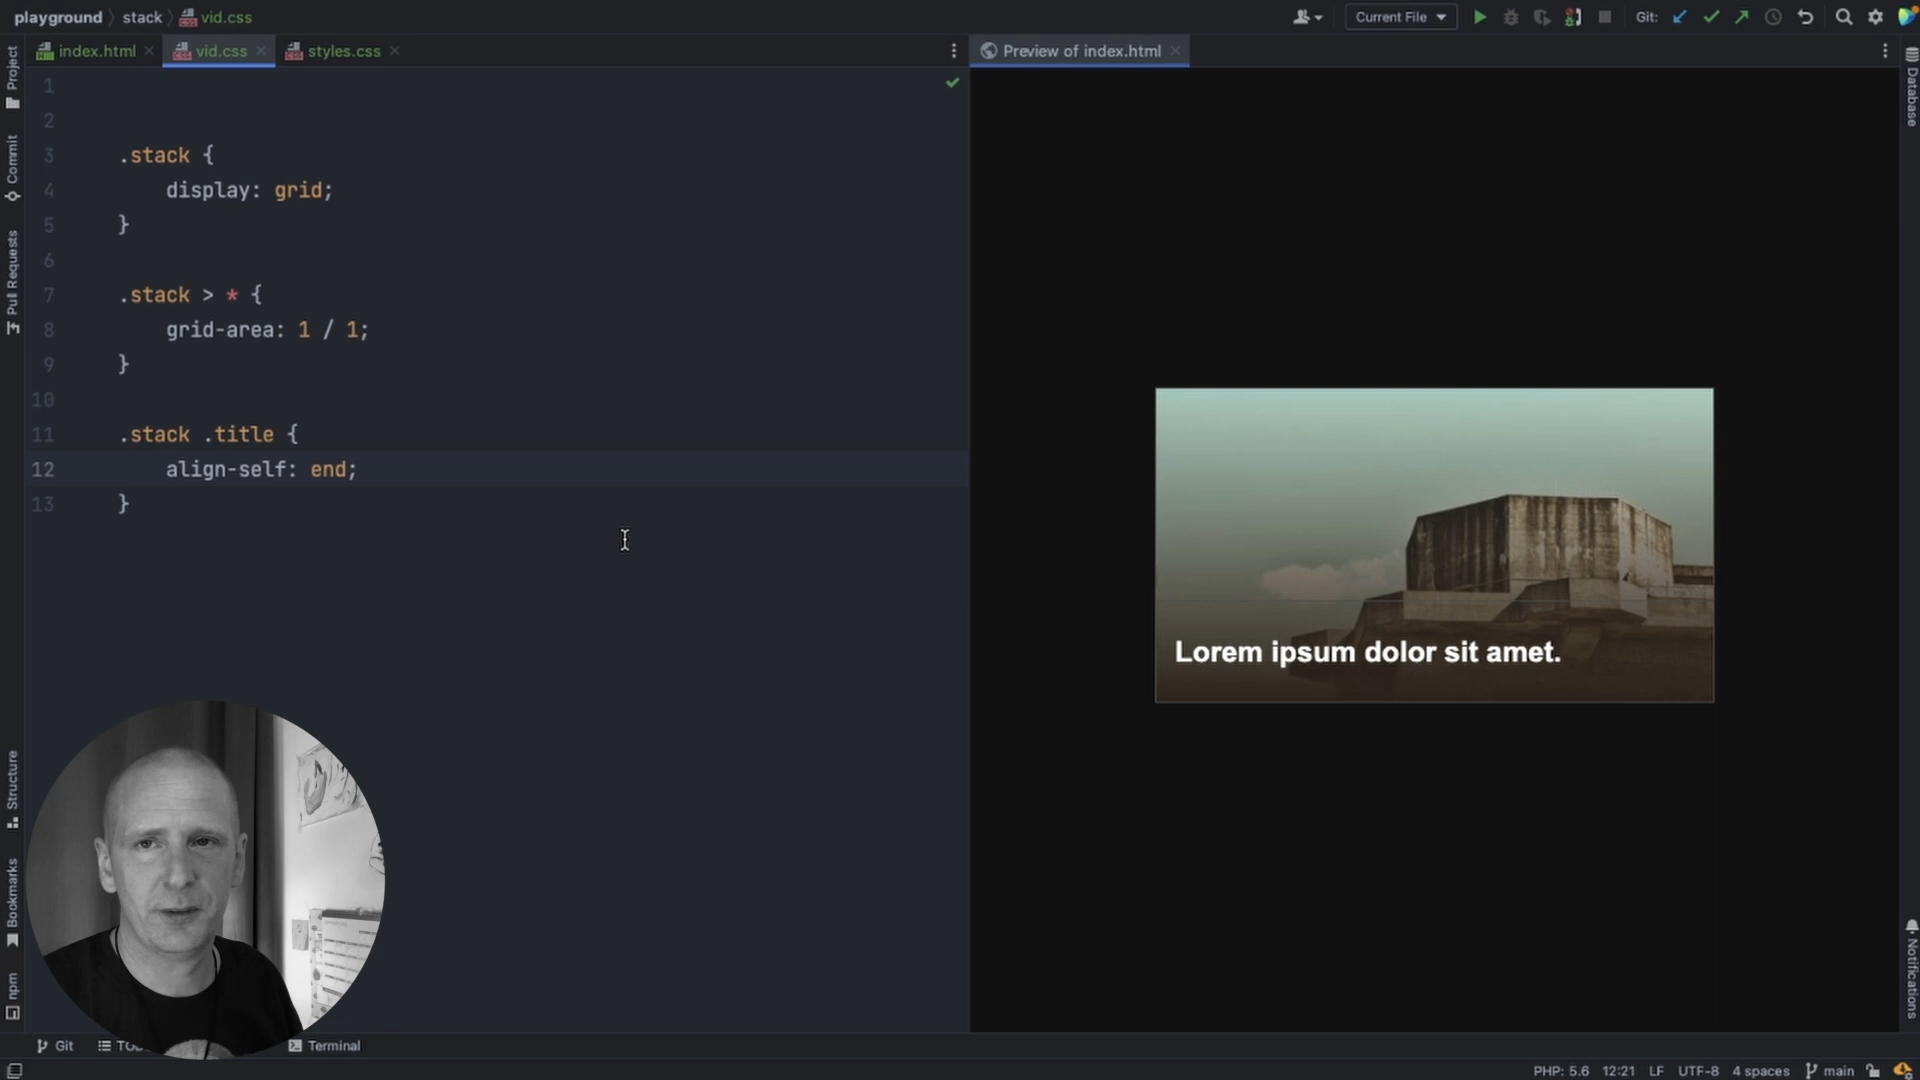 playground stack vid.css
Current File
Git:
index.html
vid.css
styles.css
Preview of index.html
Project
Commit
Pull Requests
Structure
Bookmarks
npm
Database
Notifications
1
2
3 .stack {
4 display: grid;
5 }
6
7 .stack > * {
8 grid-area: 1 / 1;
9 }
10
11 .stack .title {
12 align-self: end;
13 }
Lorem ipsum dolor sit amet.
Git
Terminal
PHP: 5.6 12:21 LF UTF-8 4 spaces main